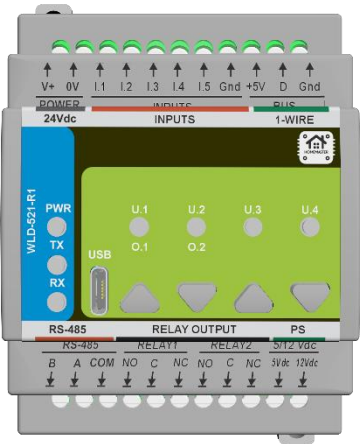 V+ 0V I.1 I.2 I.3 I.4 I.5 Gnd +5V D Gnd
POWER INPUTS BUS
24Vdc INPUTS 1-WIRE
HOMEMASTER
WLD-521-R1
PWR U.1 U.2 U.3 U.4
TX O.1 O.2
USB
RX
RS-485 RELAY OUTPUT PS
RS-485 RELAY1 RELAY2 5/12 Vdc
B A COM NO C NC NO C NC 5Vdc 12Vdc